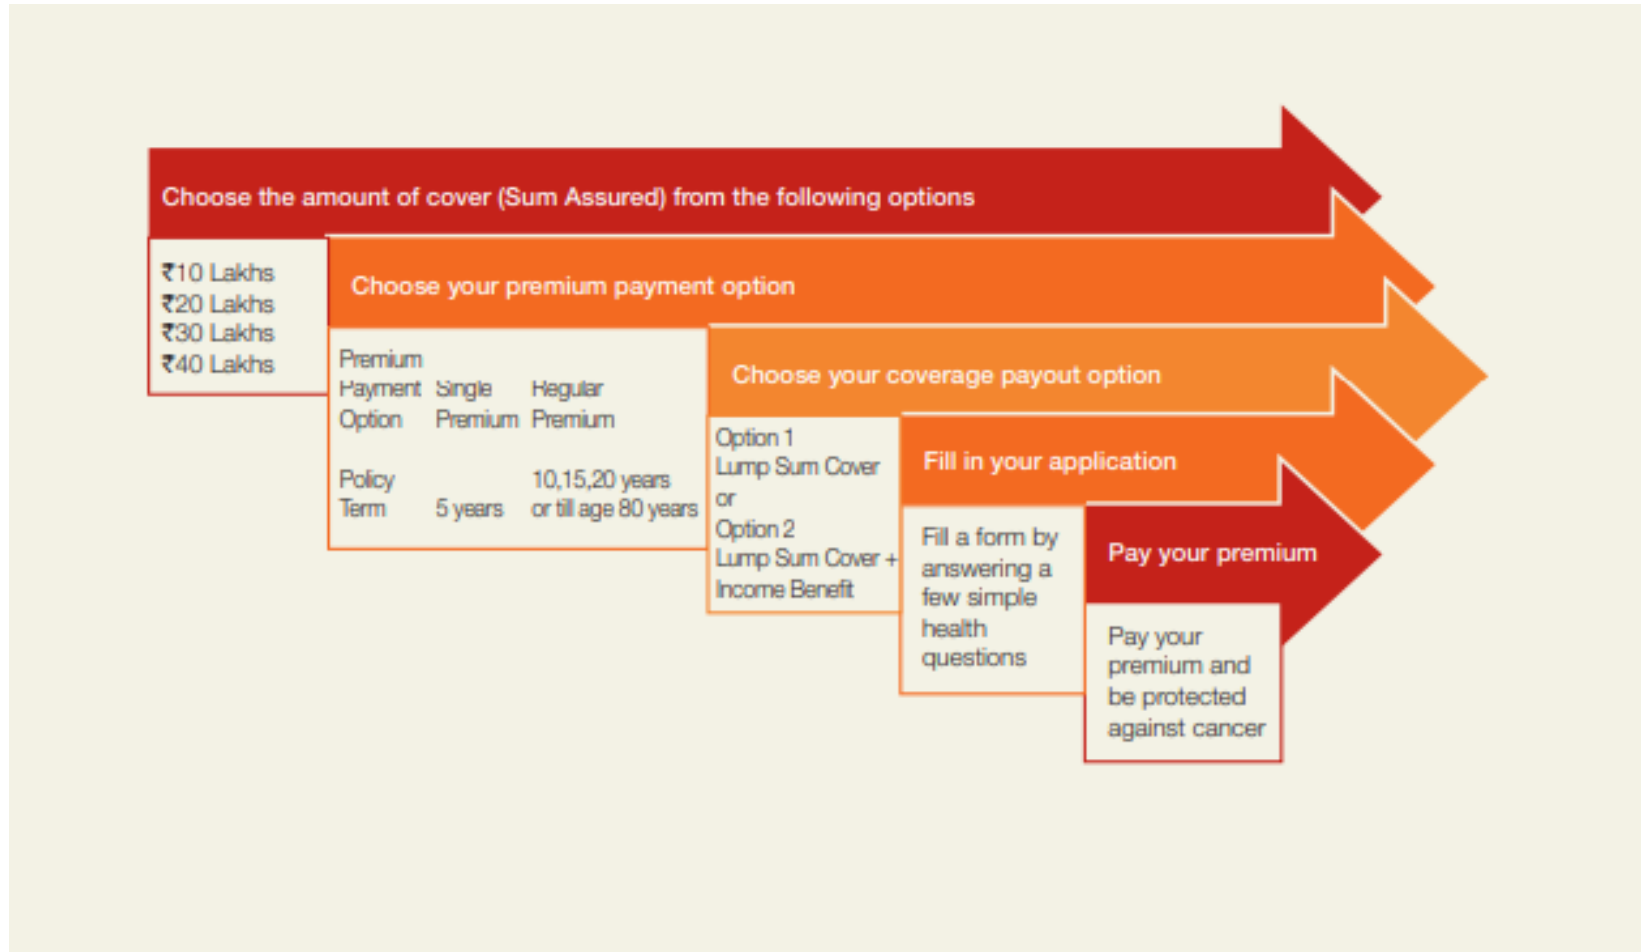 Choose the amount of cover (Sum Assured) from the following options
₹10 Lakhs
₹20 Lakhs
₹30 Lakhs
₹40 Lakhs
Choose your premium payment option
Premium
Payment Single Regular
Option Premium Premium
Policy 10,15,20 years
Term 5 years or till age 80 years
Choose your coverage payout option
Option 1
Lump Sum Cover
or
Option 2
Lump Sum Cover +
Income Benefit
Fill in your application
Fill a form by
answering a
few simple
health
questions
Pay your premium
Pay your
premium and
be protected
against cancer